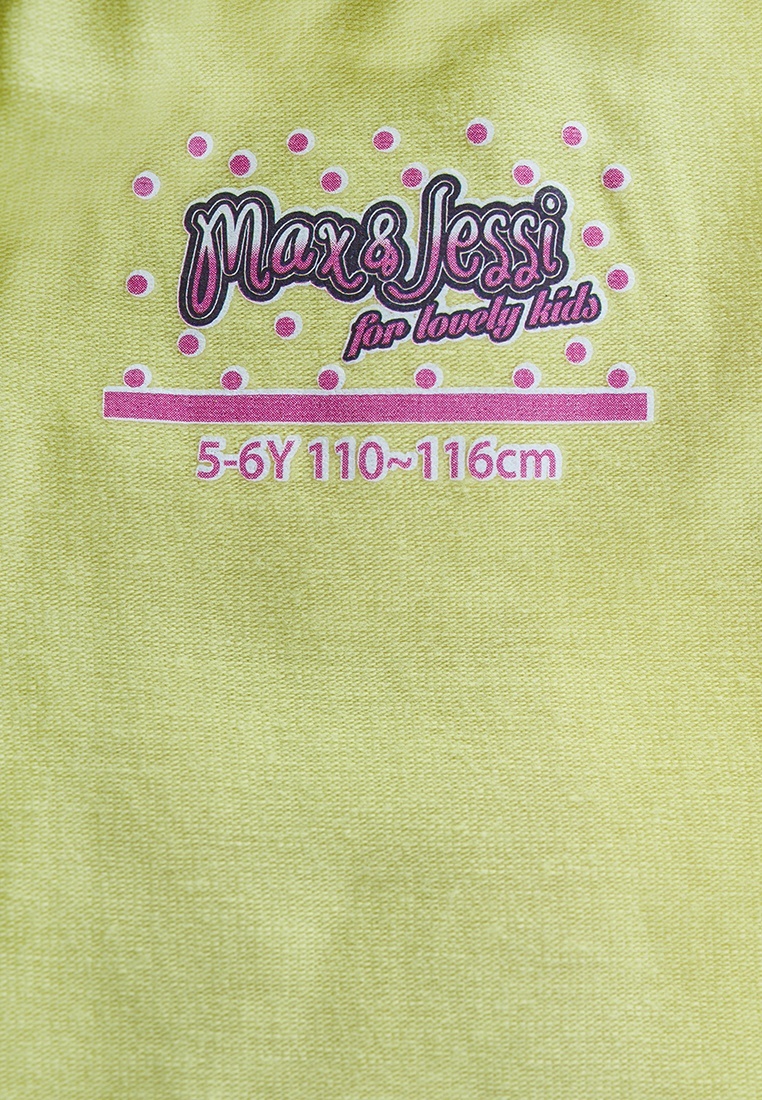 Max & Jessi
for lovely kids
5-6Y 110~116cm